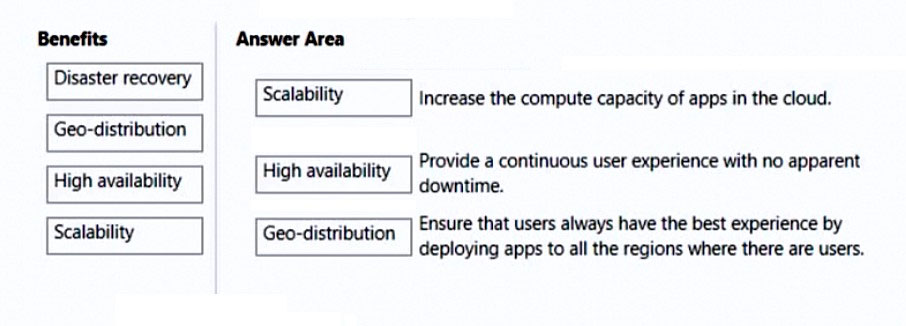 Benefits
Disaster recovery
Geo-distribution
High availability
Scalability
Answer Area
Scalability
Increase the compute capacity of apps in the cloud.
High availability
Provide a continuous user experience with no apparent
downtime.
Geo-distribution
Ensure that users always have the best experience by
deploying apps to all the regions where there are users.